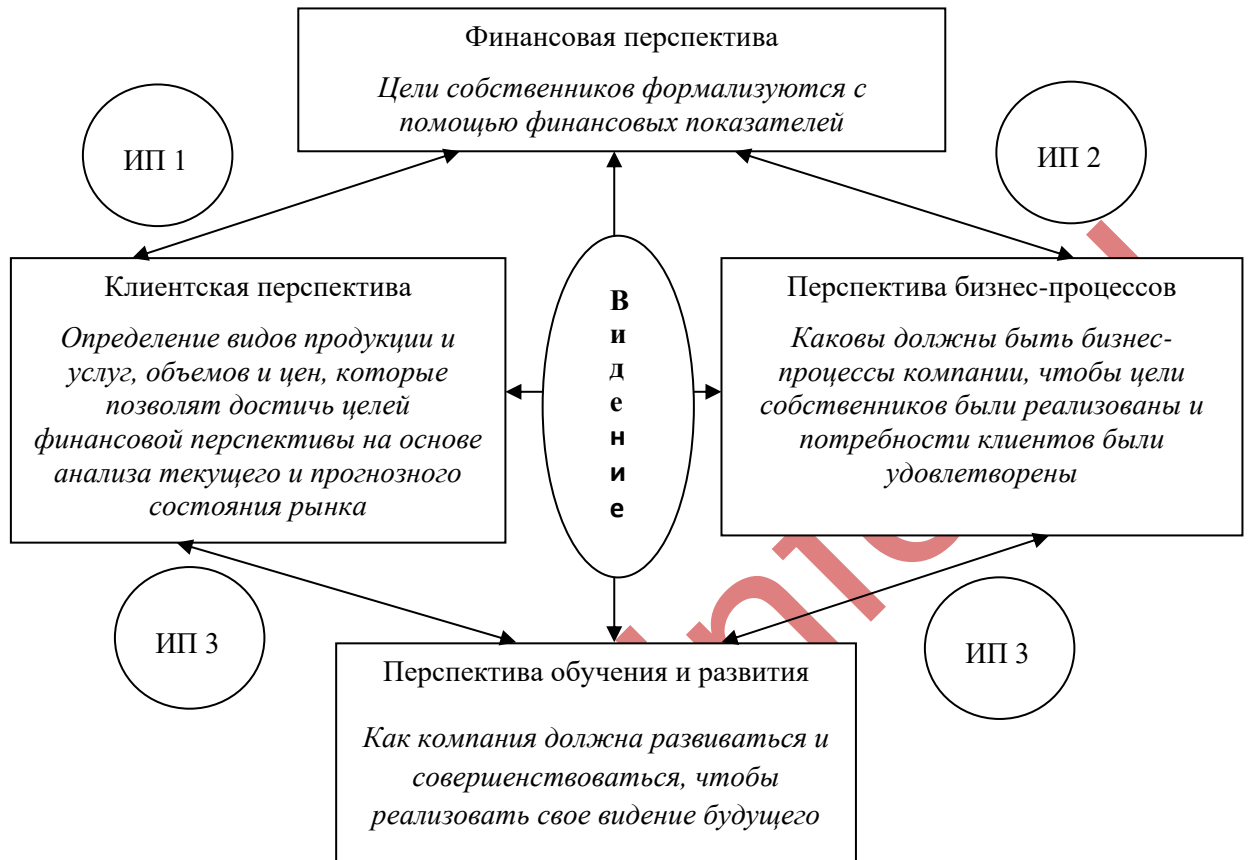 Финансовая перспектива
Цели собственников формализуются с
помощью финансовых показателей
ИП 1
ИП 2
Клиентская перспектива
Определение видов продукции и
услуг, объемов и цен, которые
позволят достичь целей
финансовой перспективы на основе
анализа текущего и прогнозного
состояния рынка
В
и
д
е
н
и
е
Перспектива бизнес-процессов
Каковы должны быть бизнес-
процессы компании, чтобы цели
собственников были реализованы и
потребности клиентов были
удовлетворены
ИП 3
ИП 3
Перспектива обучения и развития
Как компания должна развиваться и
совершенствоваться, чтобы
реализовать свое видение будущего